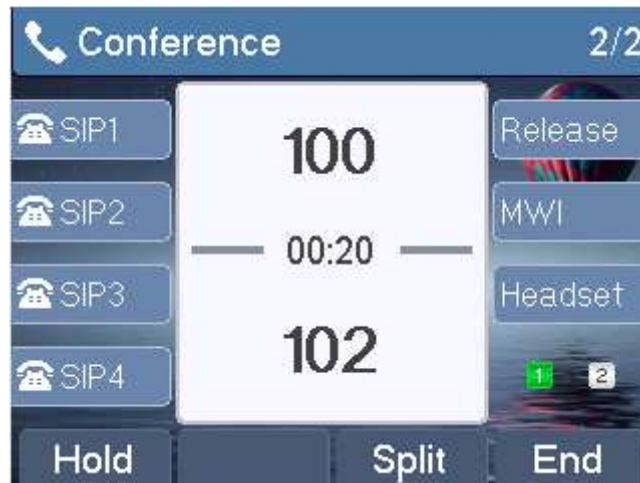 Conference 2/2
SIP1
SIP2
SIP3
SIP4
100
00:20
102
Release
MWI
Headset
1 2
Hold Split End